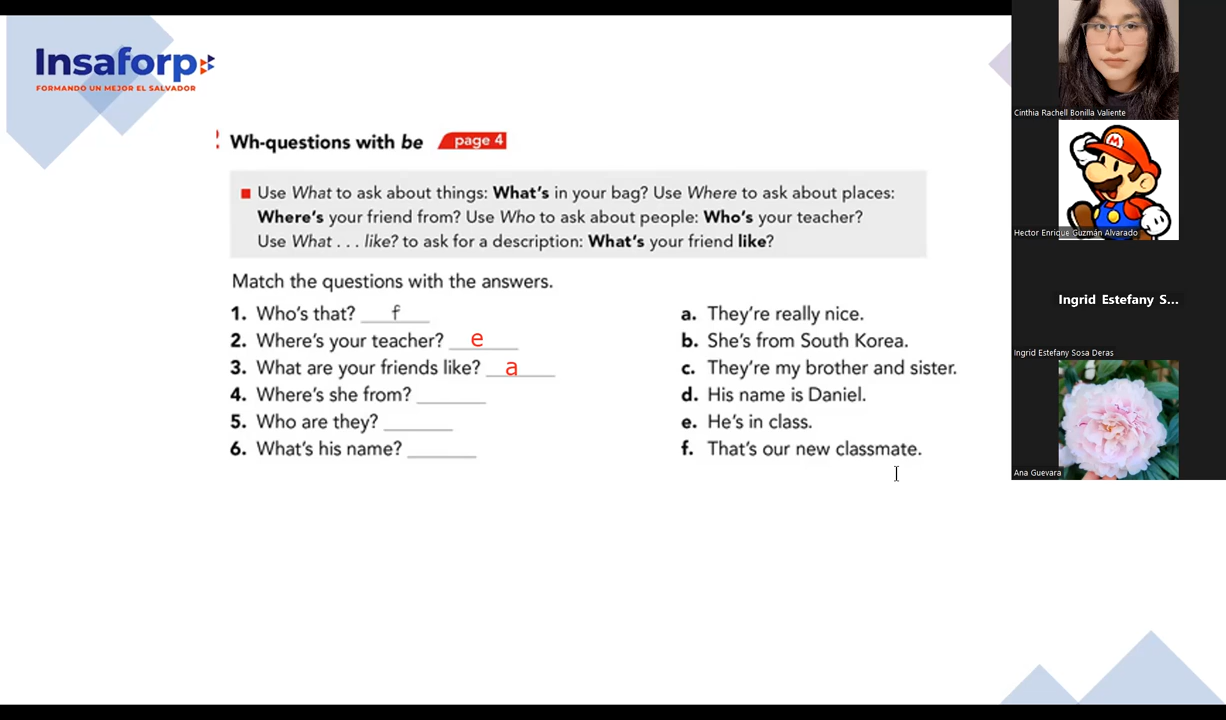 Insaforp
FORMANDO UN MEJOR EL SALVADOR
Wh-questions with be page 4
Use What to ask about things: What's in your bag? Use Where to ask about places:
Where's your friend from? Use Who to ask about people: Who's your teacher?
Use What . . . like? to ask for a description: What's your friend like?
Match the questions with the answers.
1. Who's that? f
2. Where's your teacher? e
3. What are your friends like? a
4. Where's she from?
5. Who are they?
6. What's his name?
a. They're really nice.
b. She's from South Korea.
c. They're my brother and sister.
d. His name is Daniel.
e. He's in class.
f. That's our new classmate.
Cinthia Rachell Bonilla Valiente
M
Hector Enrique Guzmán Alvarado
Ingrid Estefany S...
Ingrid Estefany Sosa Deras
Ana Guevara